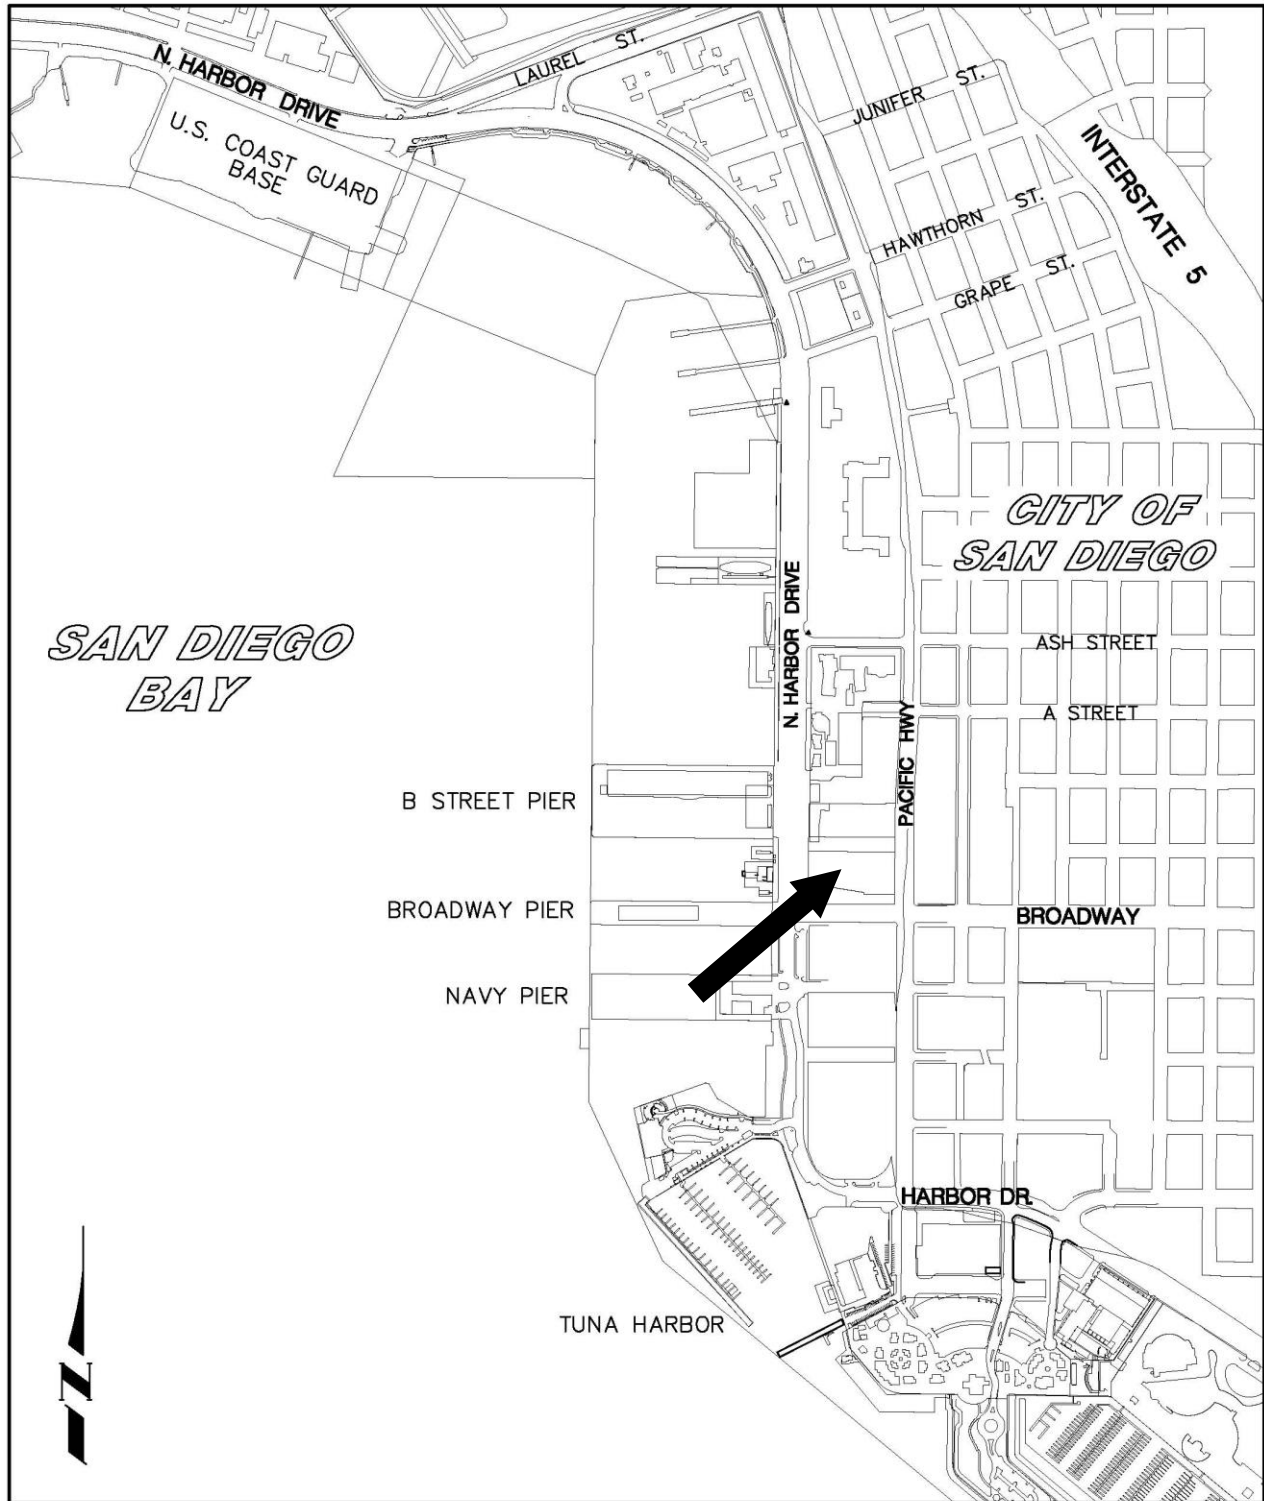 N. HARBOR DRIVE
LAUREL ST.
JUNIFER ST.
U.S. COAST GUARD
BASE
INTERSTATE 5
HAWTHORN ST.
GRAPE ST.
CITY OF
SAN DIEGO
N. HARBOR DRIVE
SAN DIEGO
BAY
ASH STREET
A STREET
PACIFIC HWY
B STREET PIER
BROADWAY PIER
BROADWAY
NAVY PIER
HARBOR DR.
TUNA HARBOR
N